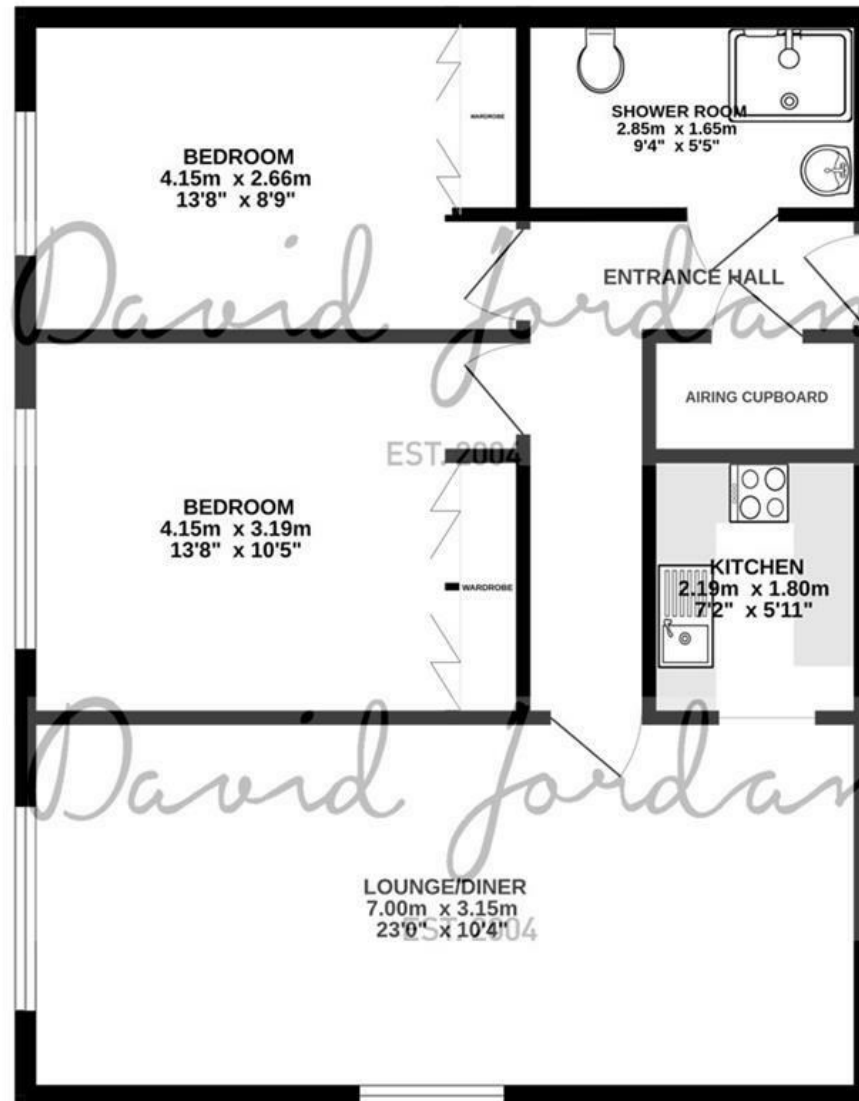 WARDROBE
SHOWER ROOM
2.85m x 1.65m
9'4" x 5'5"
BEDROOM
4.15m x 2.66m
13'8" x 8'9"
ENTRANCE HALL
David Jordan
AIRING CUPBOARD
EST. 2004
BEDROOM
4.15m x 3.19m
13'8" x 10'5"
WARDROBE
KITCHEN
2.19m x 1.80m
7'2" x 5'11"
David Jordan
LOUNGE/DINER
7.00m x 3.15m
23'0" x 10'4"
EST. 2004